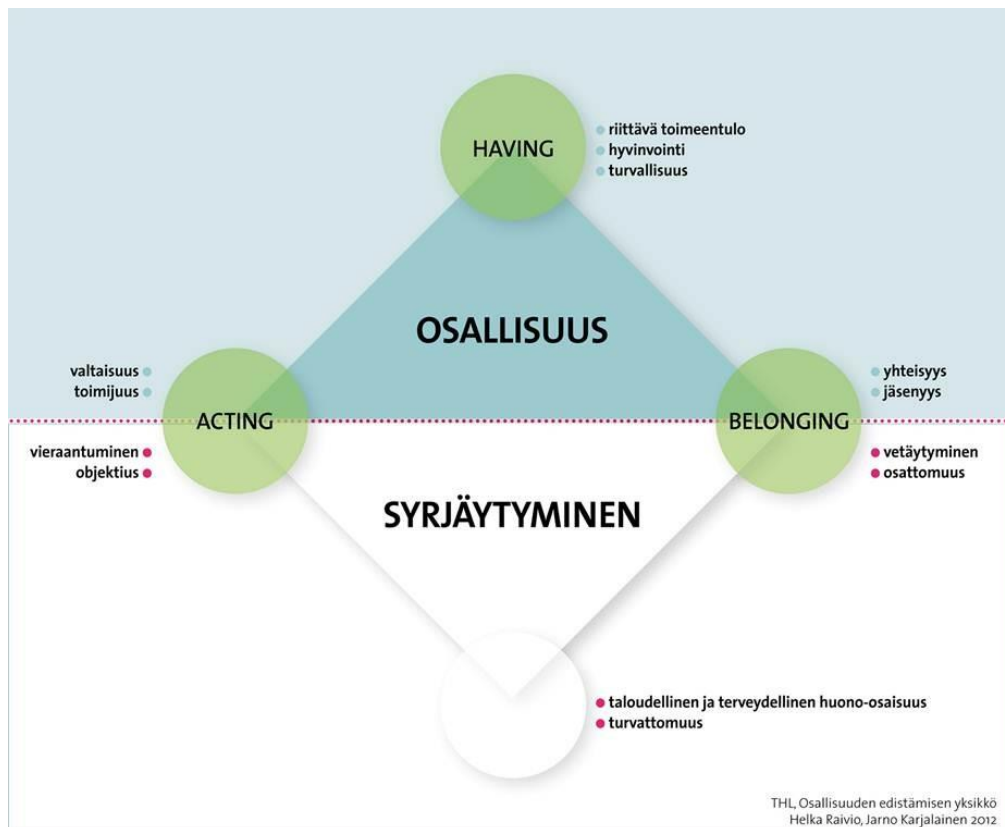 HAVING
riittävä toimeentulo
hyvinvointi
turvallisuus
OSALLISUUS
valtaisuus
toimijuus
ACTING
vieraantuminen
objektius
yhteisyys
jäsenyys
BELONGING
vetäytyminen
osattomuus
SYRJÄYTYMINEN
taloudellinen ja terveydellinen huono-osaisuus
turvattomuus
THL, Osallisuuden edistämisen yksikkö
Helka Raivio, Jarno Karjalainen 2012